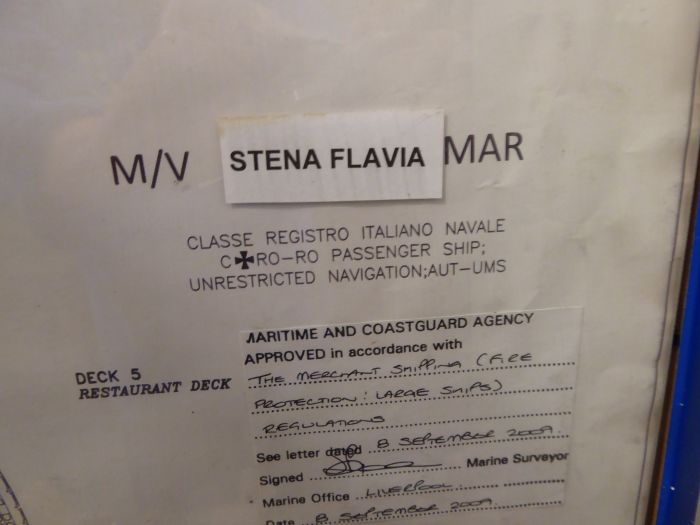 M/V STENA FLAVIA MAR
CLASSE REGISTRO ITALIANO NAVALE
C✠RO-RO PASSENGER SHIP;
UNRESTRICTED NAVIGATION;AUT-UMS
DECK 5
RESTAURANT DECK
MARITIME AND COASTGUARD AGENCY
APPROVED in accordance with
THE MERCHANT SHIPPING (FIRE
PROTECTION: LARGE SHIPS)
REGULATIONS
See letter dated 8 SEPTEMBER 2009.
Signed Marine Surveyor
Marine Office LIVERPOOL
Date 8 SEPTEMBER 2009